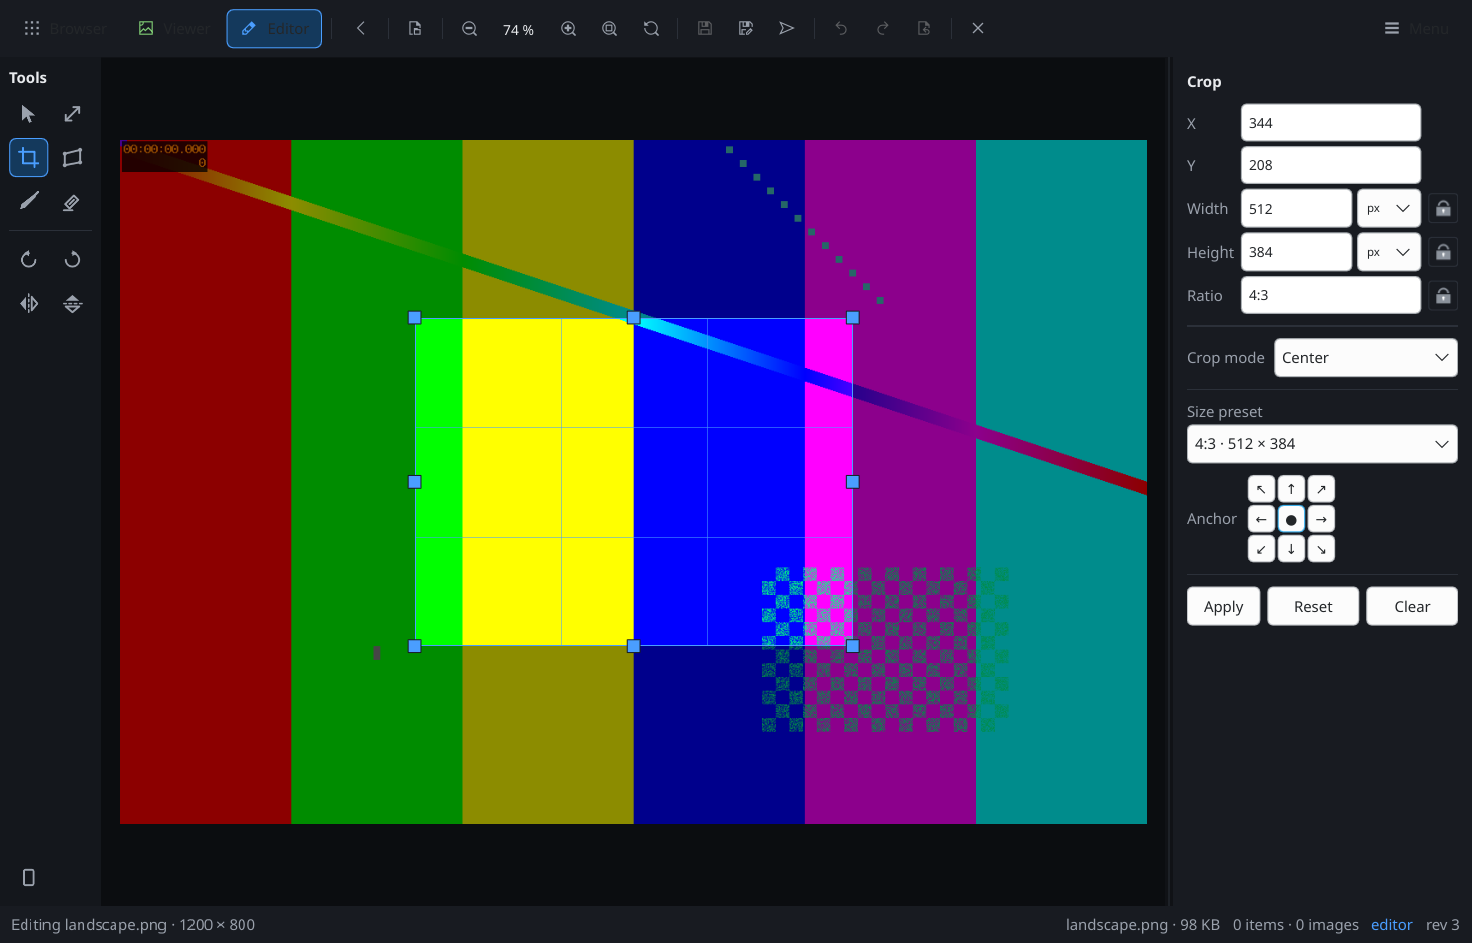 Browser
Viewer
Editor
74 %
Menu
Tools
00:00:00.000
0
Crop
X 344
Y 208
Width 512 px
Height 384 px
Ratio 4:3
Crop mode Center
Size preset
4:3 · 512 × 384
Anchor
Apply Reset Clear
Editing landscape.png · 1200 × 800
landscape.png · 98 KB 0 items · 0 images editor rev 3